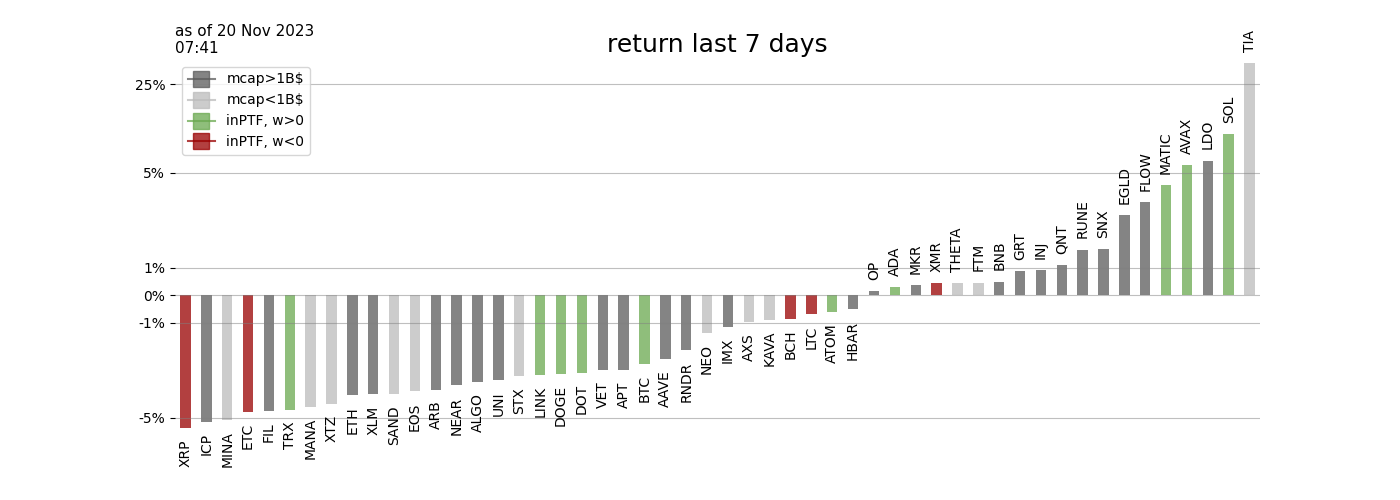 as of 20 Nov 2023
07:41
return last 7 days
mcap>1B$
mcap<1B$
inPTF, w>0
inPTF, w<0
25%
5%
1%
0%
-1%
-5%
XRP
ICP
MINA
ETC
FIL
TRX
MANA
XTZ
ETH
XLM
SAND
EOS
ARB
NEAR
ALGO
UNI
STX
LINK
DOGE
DOT
VET
APT
BTC
AAVE
RNDR
NEO
IMX
AXS
KAVA
BCH
LTC
ATOM
HBAR
OP
ADA
MKR
XMR
THETA
FTM
BNB
GRT
INJ
QNT
RUNE
SNX
EGLD
FLOW
MATIC
AVAX
LDO
SOL
TIA